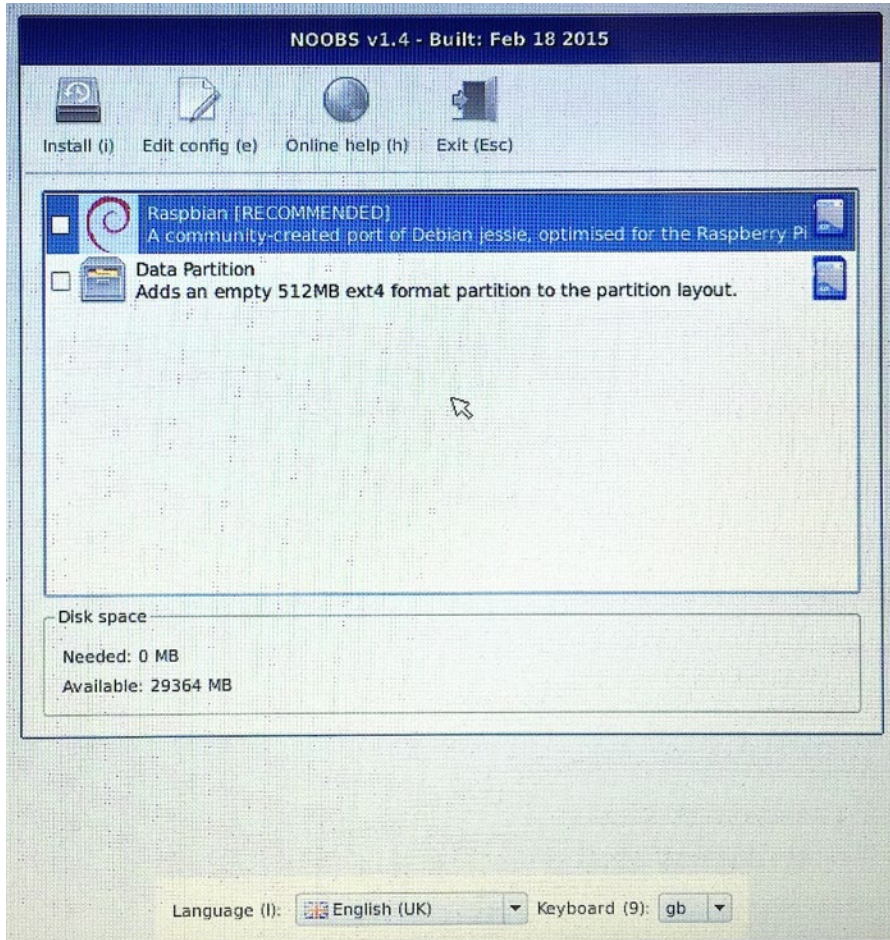 NOOBS v1.4 - Built: Feb 18 2015
Install (i) Edit config (e) Online help (h) Exit (Esc)
Raspbian [RECOMMENDED]
A community-created port of Debian jessie, optimised for the Raspberry Pi
Data Partition
Adds an empty 512MB ext4 format partition to the partition layout.
Disk space
Needed: 0 MB
Available: 29364 MB
Language (l): English (UK) Keyboard (9): gb